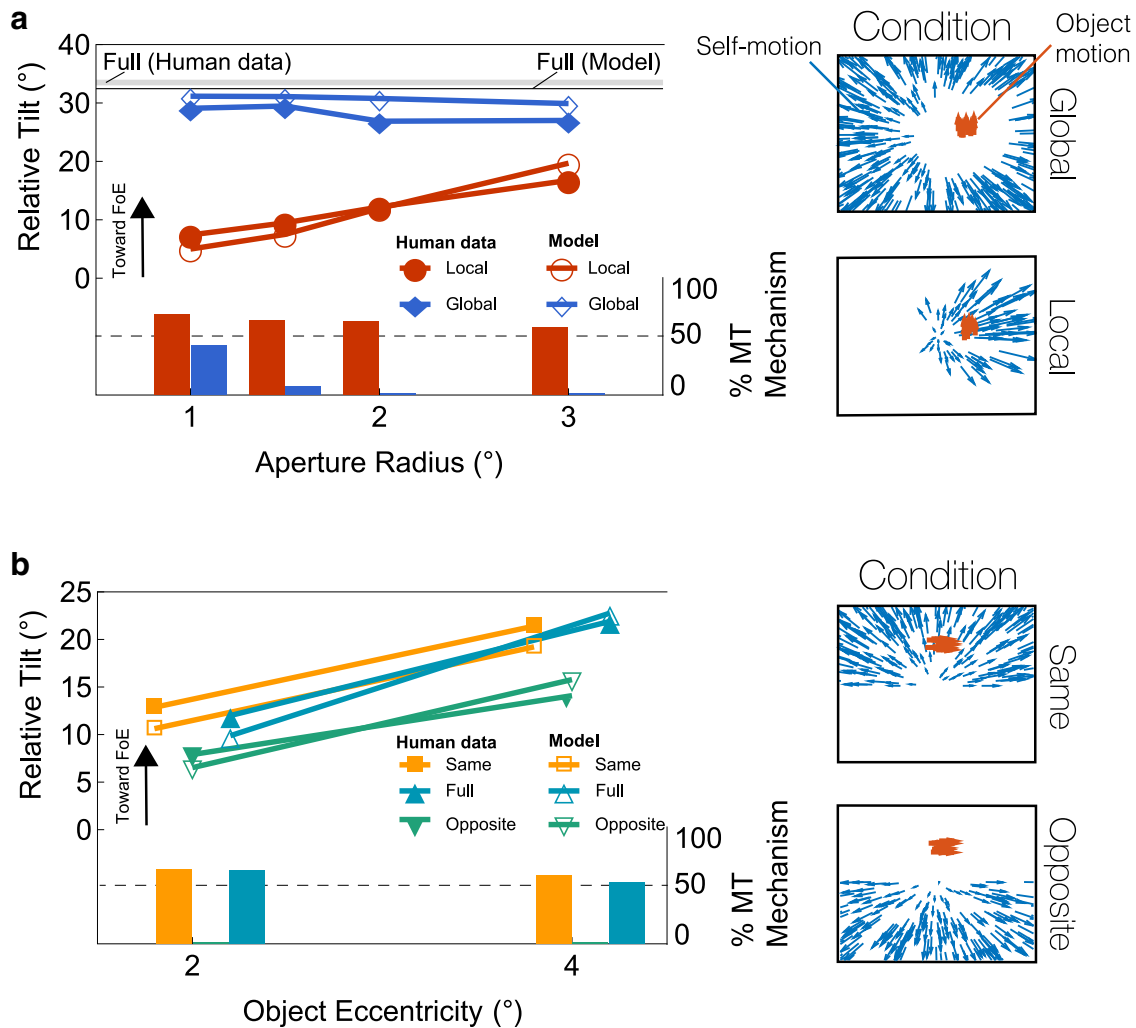 a
40
30
20
10
0
Relative Tilt (°)
Full (Human data)
Full (Model)
Toward FoE
Human data Model
Local Local
Global Global
100
50
0
% MT
Mechanism
1 2 3
Aperture Radius (°)
Condition
Self-motion
Object
motion
Global
Local
b
25
20
15
10
5
0
Relative Tilt (°)
Toward FoE
Human data Model
Same Same
Full Full
Opposite Opposite
100
50
0
% MT
Mechanism
2 4
Object Eccentricity (°)
Condition
Same
Opposite